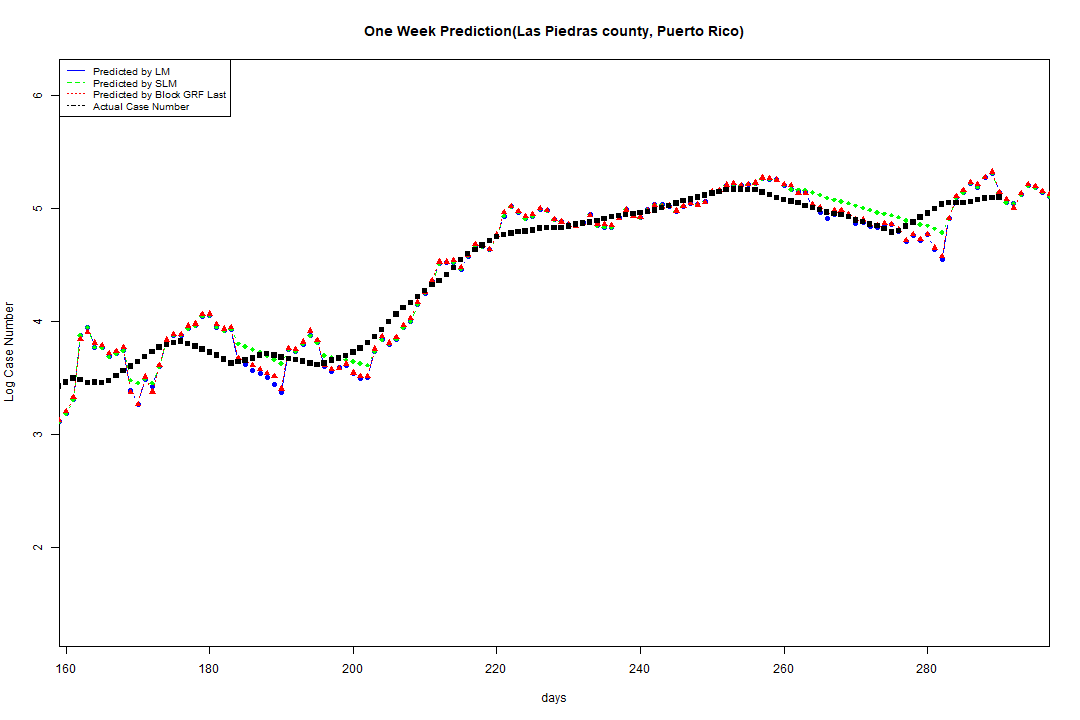 One Week Prediction(Las Piedras county, Puerto Rico)
Predicted by LM
Predicted by SLM
Predicted by Block GRF Last
Actual Case Number
6
5
4
3
2
Log Case Number
160 180 200 220 240 260 280
days